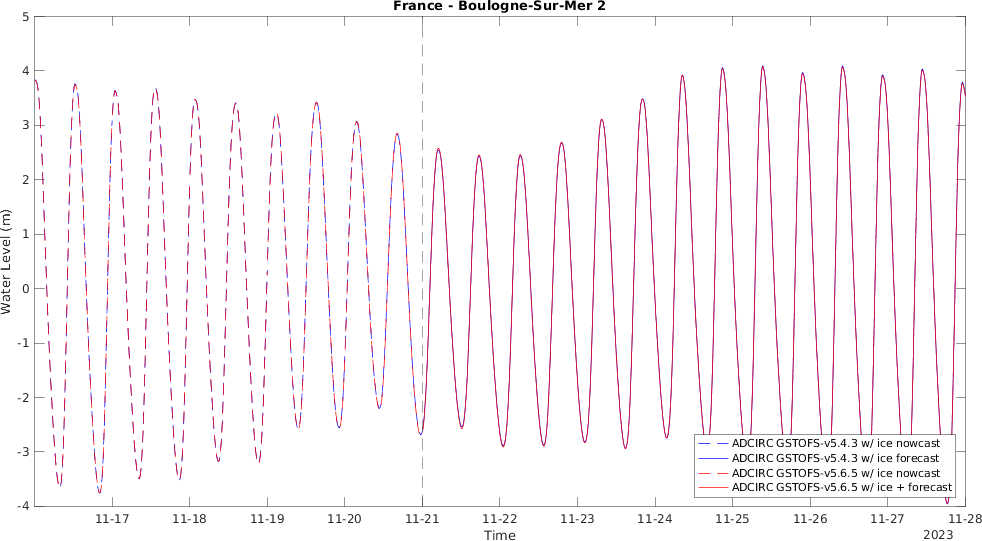 France - Boulogne-Sur-Mer 2
5
4
3
2
1
0
-1
-2
-3
-4
Water Level (m)
ADCIRC GSTOFS-v5.4.3 w/ ice nowcast
ADCIRC GSTOFS-v5.4.3 w/ ice forecast
ADCIRC GSTOFS-v5.6.5 w/ ice nowcast
ADCIRC GSTOFS-v5.6.5 w/ ice + forecast
11-17 11-18 11-19 11-20 11-21 11-22 11-23 11-24 11-25 11-26 11-27 11-28
Time
2023